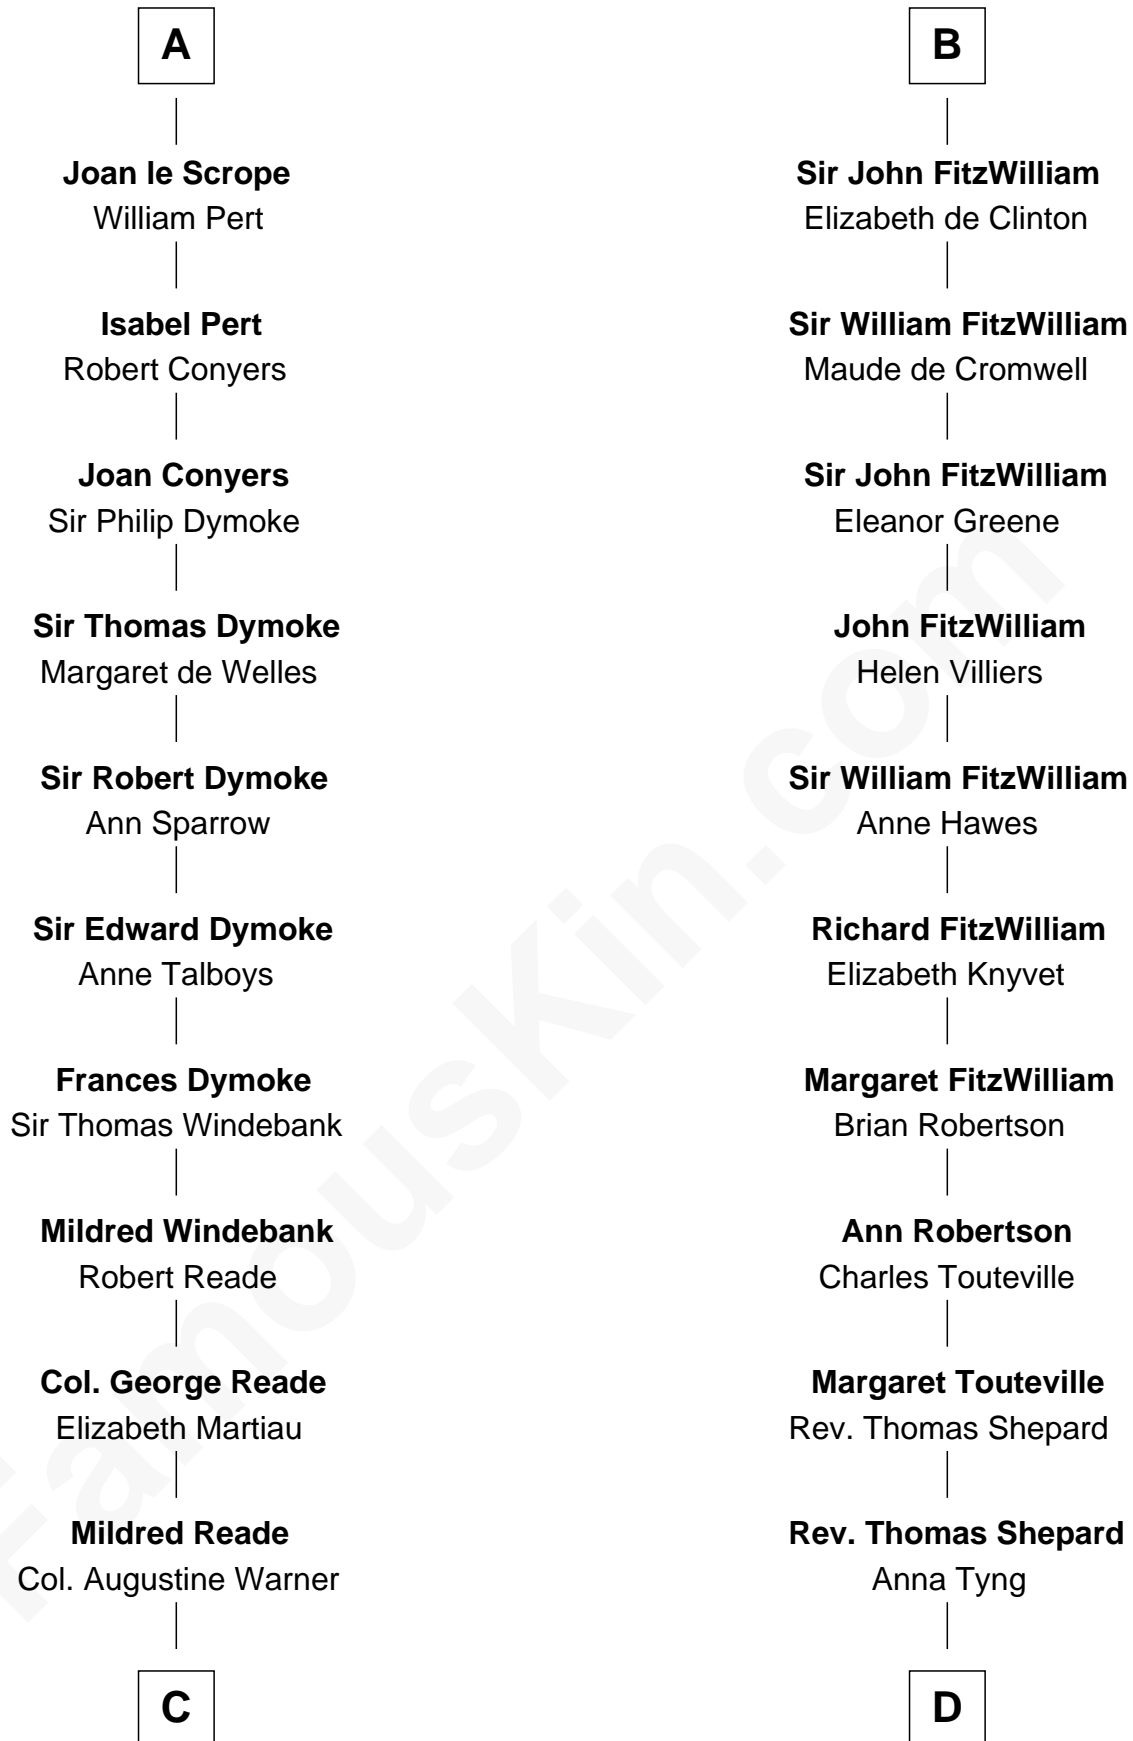 A
Joan le Scrope
William Pert
Isabel Pert
Robert Conyers
Joan Conyers
Sir Philip Dymoke
Sir Thomas Dymoke
Margaret de Welles
Sir Robert Dymoke
Ann Sparrow
Sir Edward Dymoke
Anne Talboys
Frances Dymoke
Sir Thomas Windebank
Mildred Windebank
Robert Reade
Col. George Reade
Elizabeth Martiau
Mildred Reade
Col. Augustine Warner
C
B
Sir John FitzWilliam
Elizabeth de Clinton
Sir William FitzWilliam
Maude de Cromwell
Sir John FitzWilliam
Eleanor Greene
John FitzWilliam
Helen Villiers
Sir William FitzWilliam
Anne Hawes
Richard FitzWilliam
Elizabeth Knyvet
Margaret FitzWilliam
Brian Robertson
Ann Robertson
Charles Touteville
Margaret Touteville
Rev. Thomas Shepard
Rev. Thomas Shepard
Anna Tyng
D
FamousKin.com